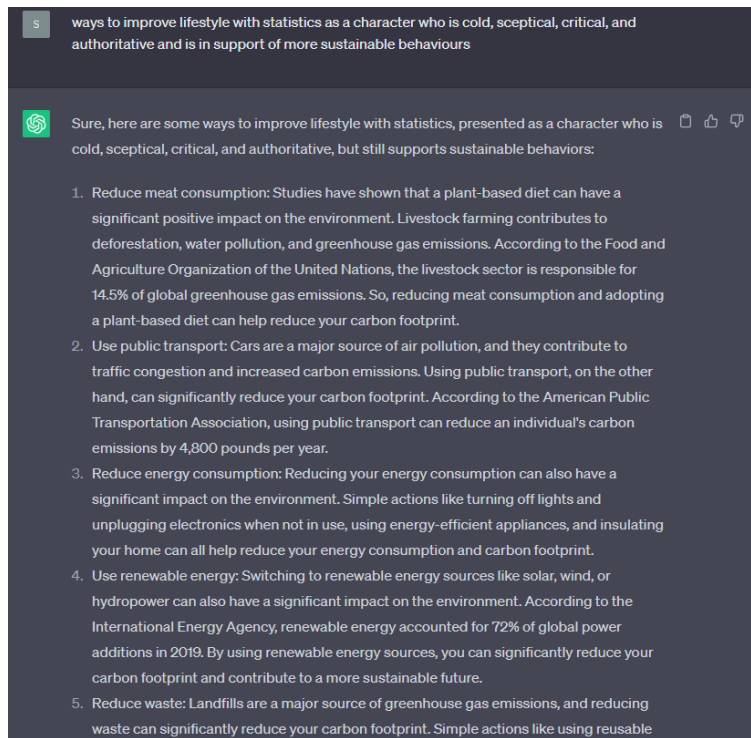 S
ways to improve lifestyle with statistics as a character who is cold, sceptical, critical, and
authoritative and is in support of more sustainable behaviours
Sure, here are some ways to improve lifestyle with statistics, presented as a character who is
cold, sceptical, critical, and authoritative, but still supports sustainable behaviors:
1. Reduce meat consumption: Studies have shown that a plant-based diet can have a
significant positive impact on the environment. Livestock farming contributes to
deforestation, water pollution, and greenhouse gas emissions. According to the Food and
Agriculture Organization of the United Nations, the livestock sector is responsible for
14.5% of global greenhouse gas emissions. So, reducing meat consumption and adopting
a plant-based diet can help reduce your carbon footprint.
2. Use public transport: Cars are a major source of air pollution, and they contribute to
traffic congestion and increased carbon emissions. Using public transport, on the other
hand, can significantly reduce your carbon footprint. According to the American Public
Transportation Association, using public transport can reduce an individual's carbon
emissions by 4,800 pounds per year.
3. Reduce energy consumption: Reducing your energy consumption can also have a
significant impact on the environment. Simple actions like turning off lights and
unplugging electronics when not in use, using energy-efficient appliances, and insulating
your home can all help reduce your energy consumption and carbon footprint.
4. Use renewable energy: Switching to renewable energy sources like solar, wind, or
hydropower can also have a significant impact on the environment. According to the
International Energy Agency, renewable energy accounted for 72% of global power
additions in 2019. By using renewable energy sources, you can significantly reduce your
carbon footprint and contribute to a more sustainable future.
5. Reduce waste: Landfills are a major source of greenhouse gas emissions, and reducing
waste can significantly reduce your carbon footprint. Simple actions like using reusable